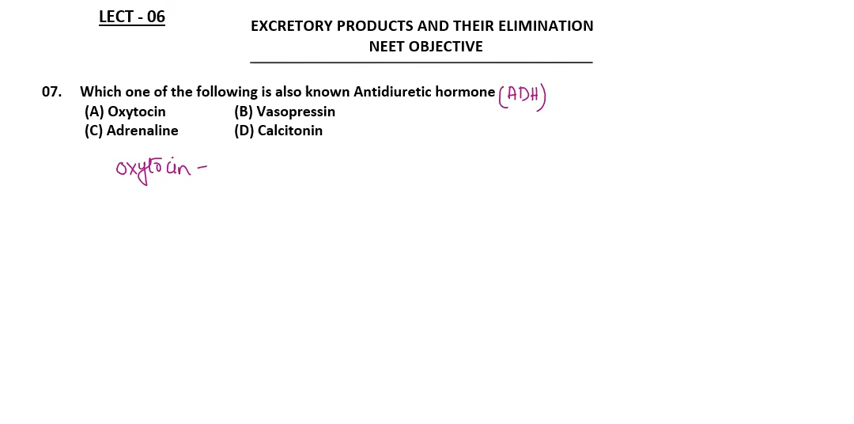 LECT - 06
EXCRETORY PRODUCTS AND THEIR ELIMINATION
NEET OBJECTIVE
07. Which one of the following is also known Antidiuretic hormone (ADH)
(A) Oxytocin (B) Vasopressin
(C) Adrenaline (D) Calcitonin
Oxytocin -